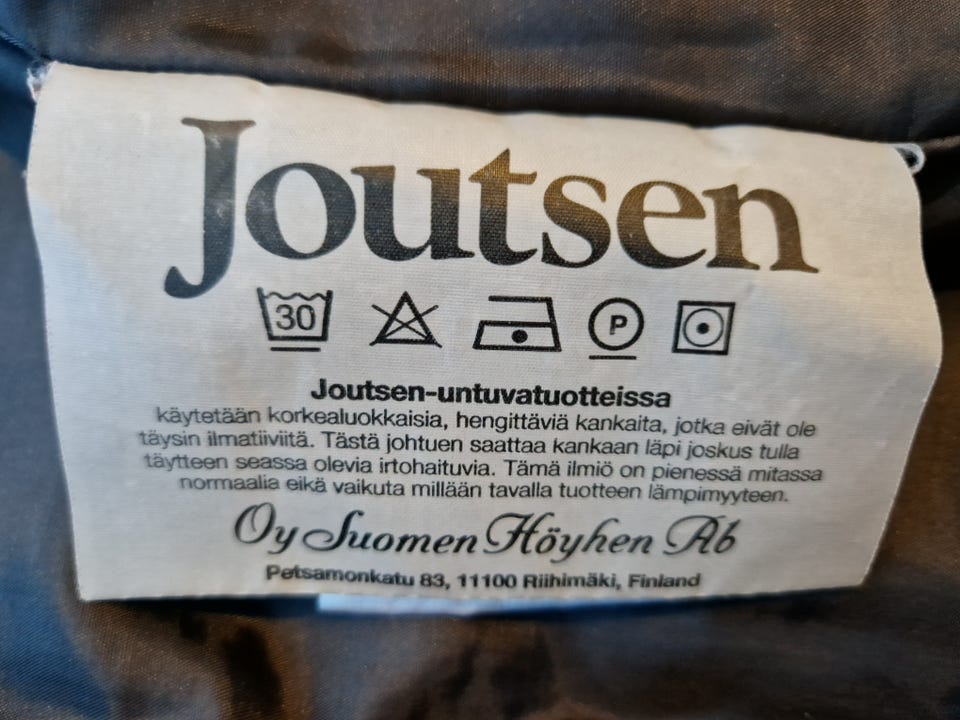 Joutsen
30
P
Joutsen-untuvatuotteissa
käytetään korkealuokkaisia, hengittäviä kankaita, jotka eivät ole
täysin ilmatiiviitä. Tästä johtuen saattaa kankaan läpi joskus tulla
täytteen seassa olevia irtohaituvia. Tämä ilmiö on pienessä mitassa
normaalia eikä vaikuta millään tavalla tuotteen lämpimyyteen.
Oy Suomen Höyhen Ab
Petsamonkatu 83, 11100 Riihimäki, Finland